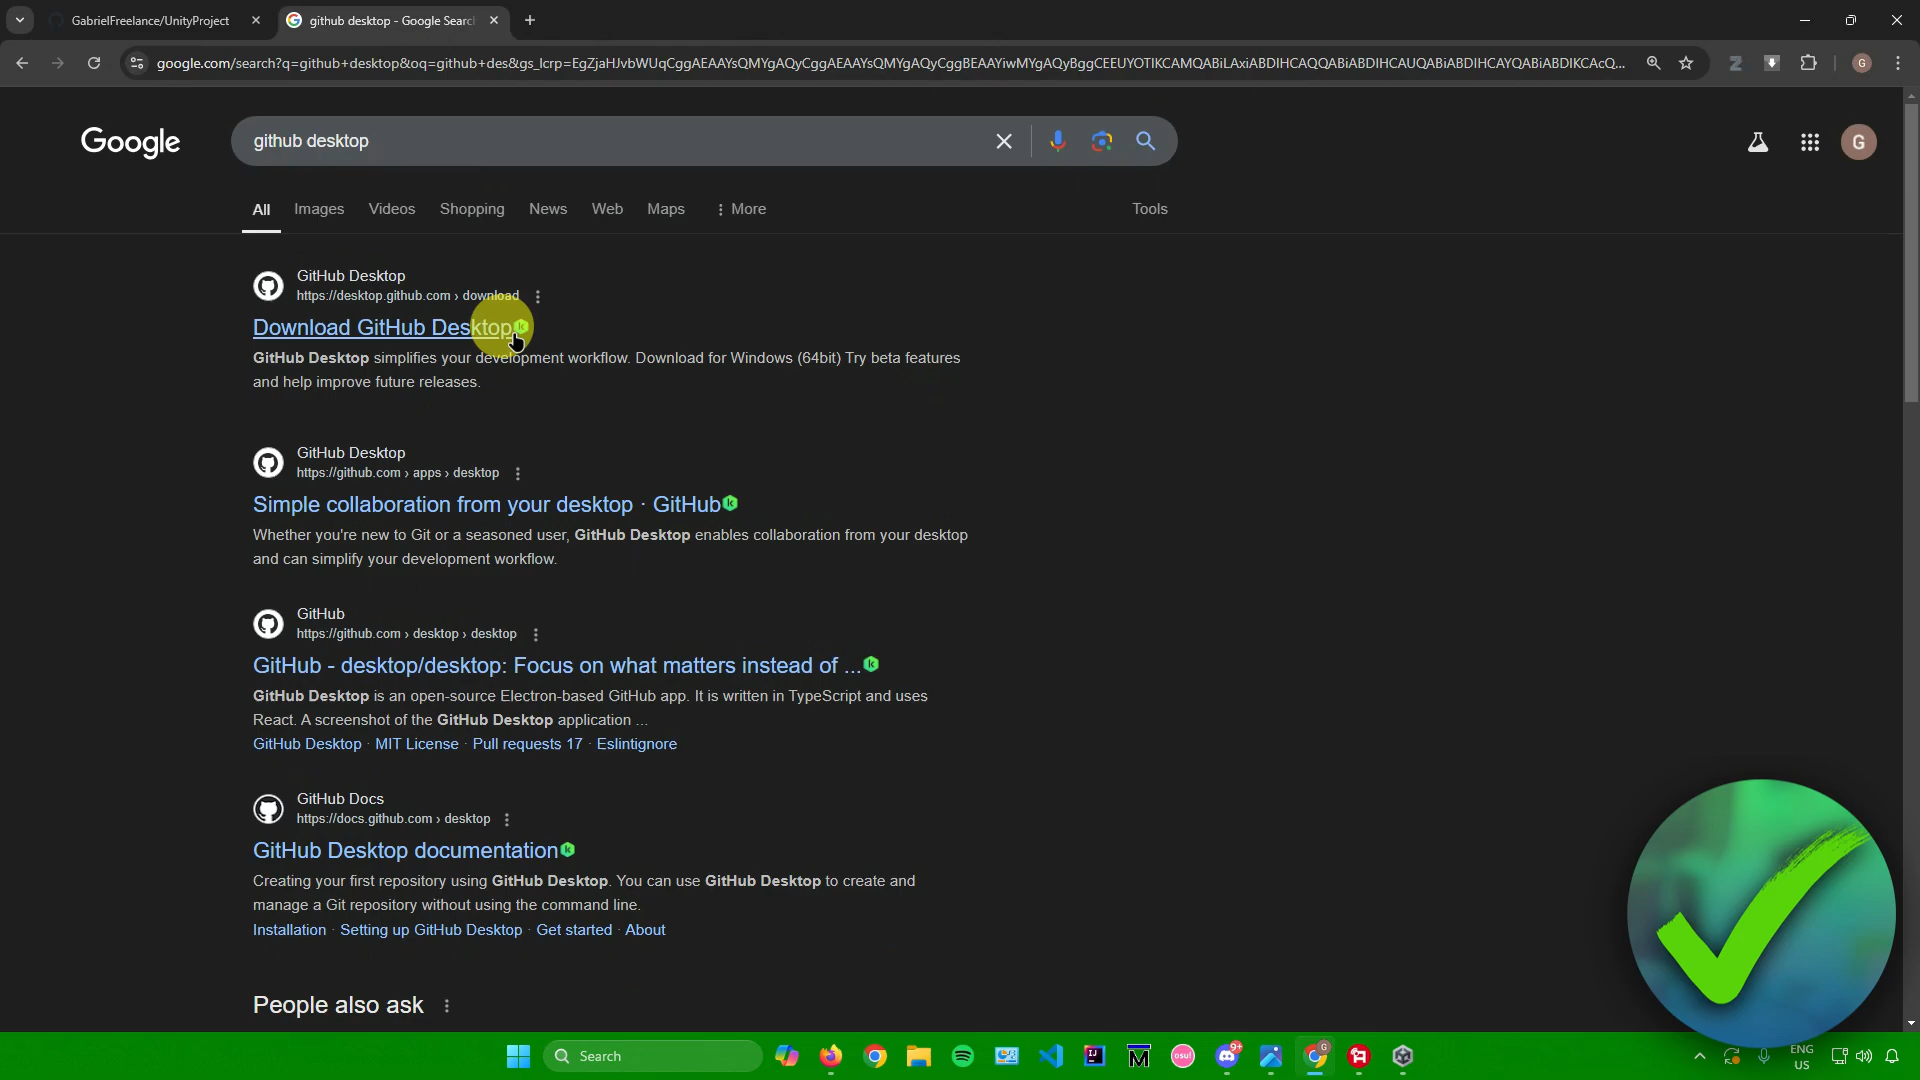 GabrielFreelance/UnityProject
github desktop - Google Searc
google.com/search?q=github+desktop&oq=github+des&gs_lcrp=EgZjaHJvbWUqCggAEAAYsQMYgAQyCggAEAAYsQMYgAQyCggBEAAYiwMYgAQyBggCEEUYOTIKCAMQABiLAxiABDIHCAQQABiABDIHCAUQABiABDIHCAYQABiABDIKCAcQ...
Google
github desktop
G
All Images Videos Shopping News Web Maps More Tools
GitHub Desktop
https://desktop.github.com › download
Download GitHub Desktop
GitHub Desktop simplifies your development workflow. Download for Windows (64bit) Try beta features
and help improve future releases.
GitHub Desktop
https://github.com › apps › desktop
Simple collaboration from your desktop · GitHub
Whether you're new to Git or a seasoned user, GitHub Desktop enables collaboration from your desktop
and can simplify your development workflow.
GitHub
https://github.com › desktop › desktop
GitHub - desktop/desktop: Focus on what matters instead of ...
GitHub Desktop is an open-source Electron-based GitHub app. It is written in TypeScript and uses
React. A screenshot of the GitHub Desktop application ...
GitHub Desktop · MIT License · Pull requests 17 · Eslintignore
GitHub Docs
https://docs.github.com › desktop
GitHub Desktop documentation
Creating your first repository using GitHub Desktop. You can use GitHub Desktop to create and
manage a Git repository without using the command line.
Installation · Setting up GitHub Desktop · Get started · About
People also ask
Search
osu!
9+
ENG
US